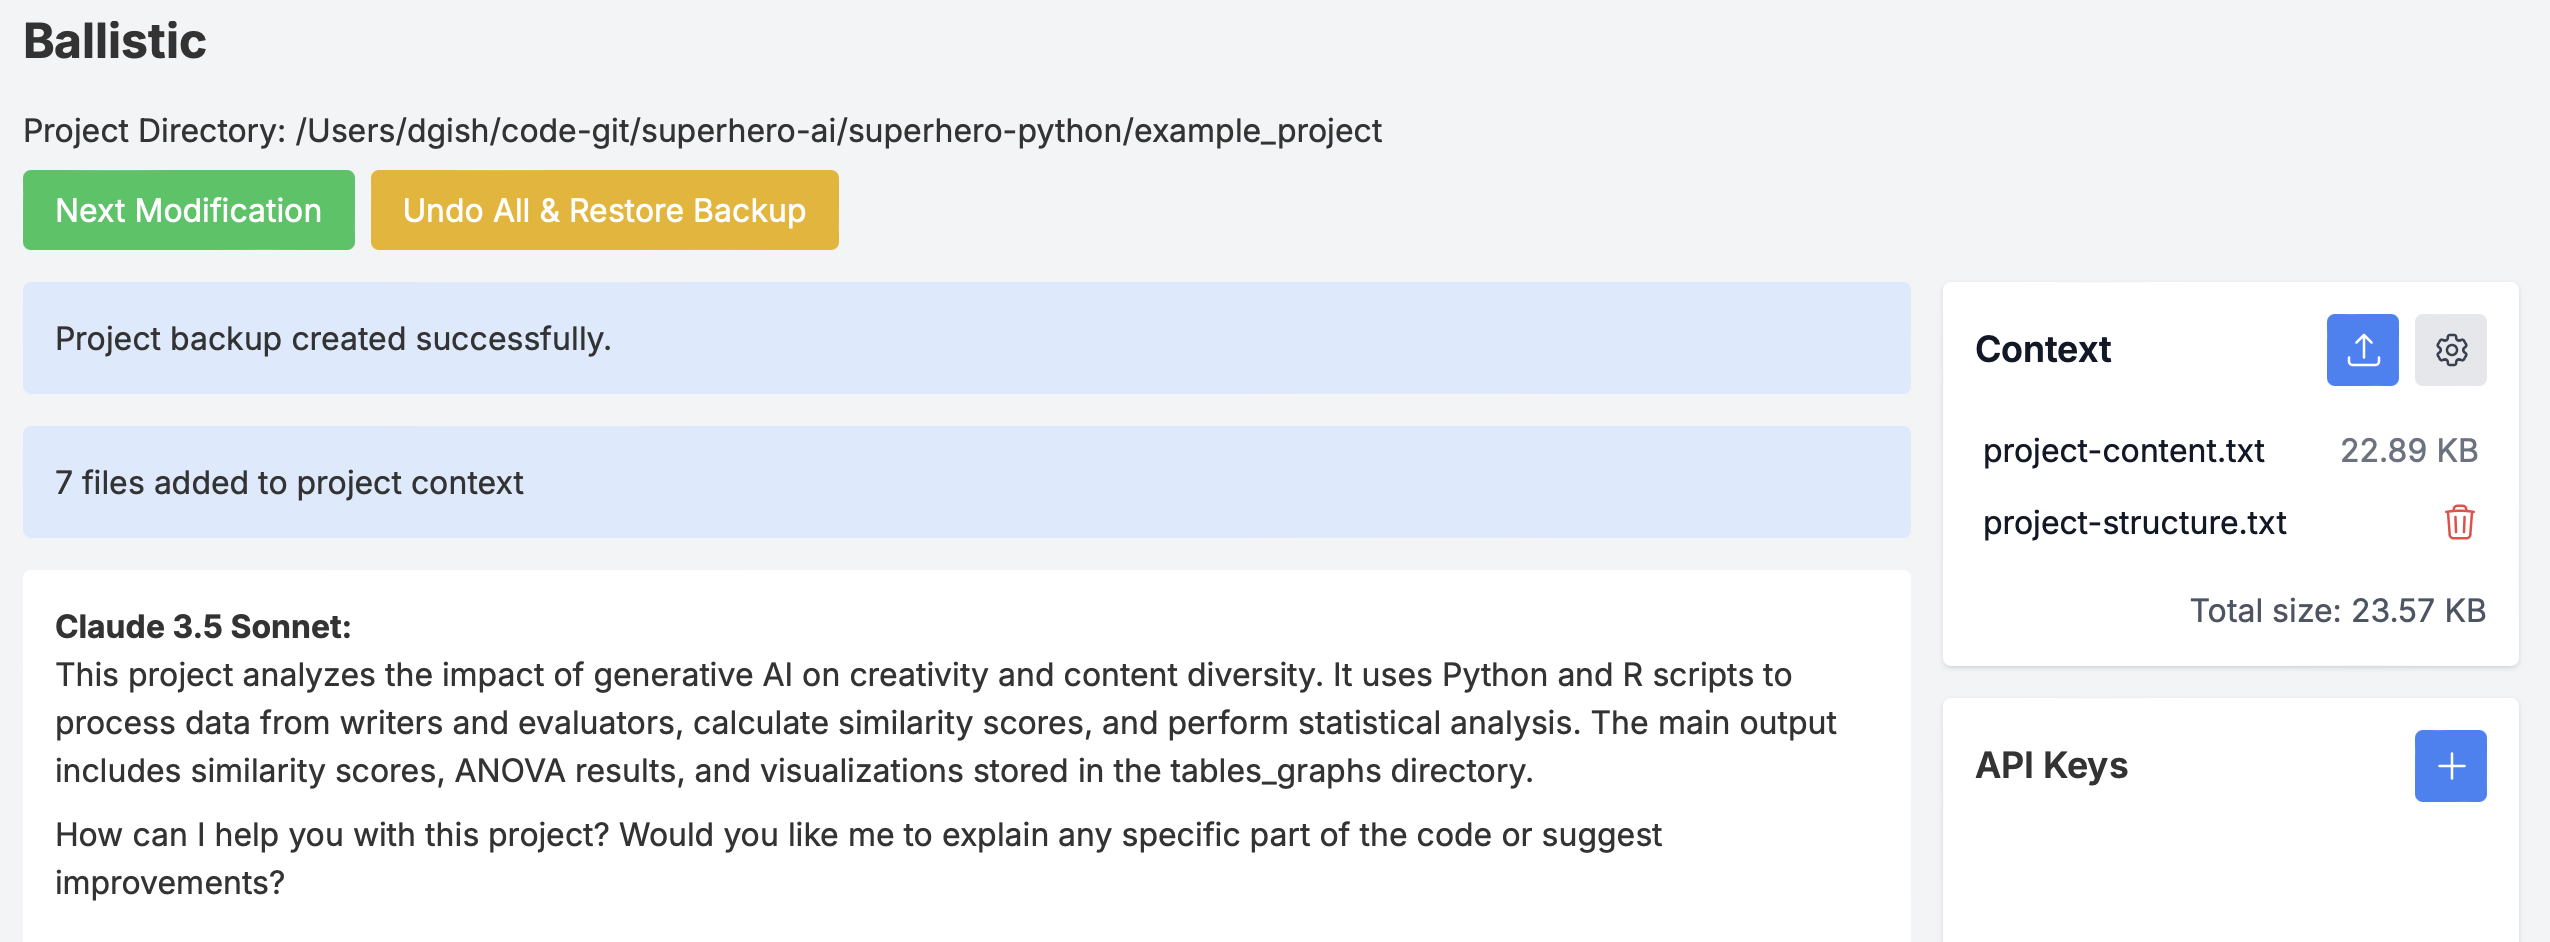 Ballistic
Project Directory: /Users/dgish/code-git/superhero-ai/superhero-python/example_project
Next Modification
Undo All & Restore Backup
Project backup created successfully.
7 files added to project context
Claude 3.5 Sonnet:
This project analyzes the impact of generative AI on creativity and content diversity. It uses Python and R scripts to
process data from writers and evaluators, calculate similarity scores, and perform statistical analysis. The main output
includes similarity scores, ANOVA results, and visualizations stored in the tables_graphs directory.
How can I help you with this project? Would you like me to explain any specific part of the code or suggest
improvements?
Context
project-content.txt 22.89 KB
project-structure.txt
Total size: 23.57 KB
API Keys